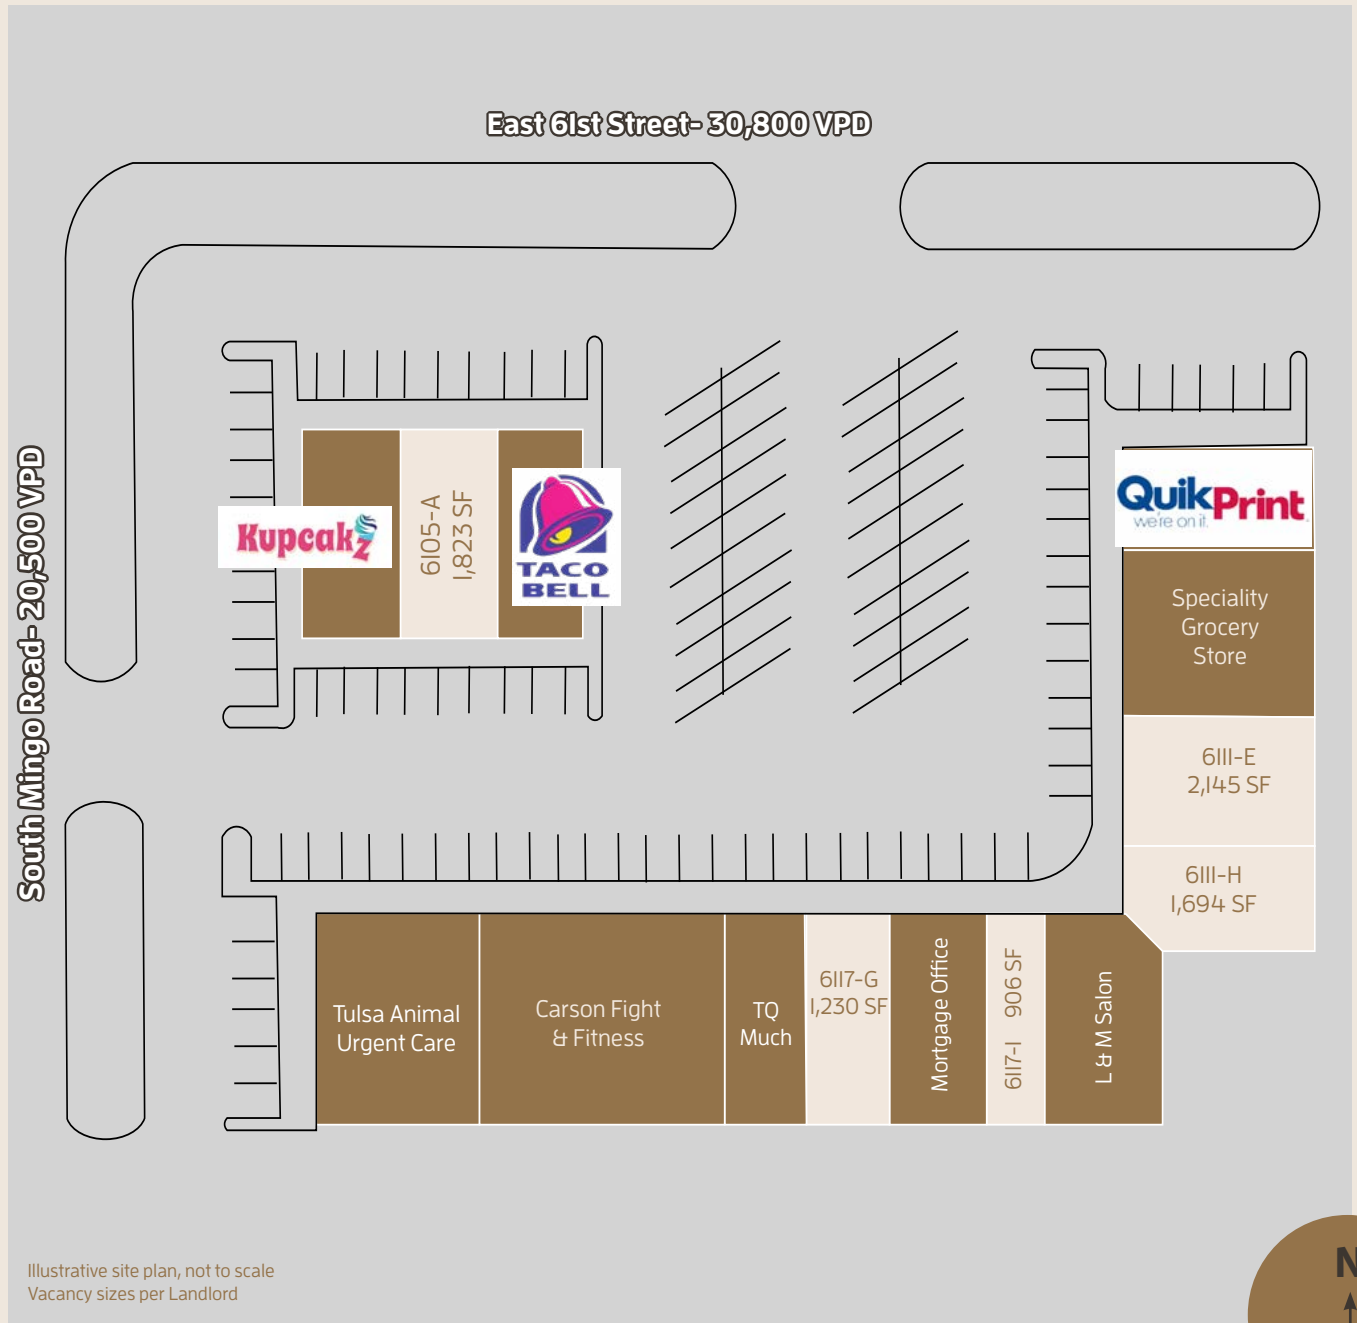 East 61st Street- 30,800 VPD
South Mingo Road- 20,500 VPD
Kupcakz
6105-A
1,823 SF
TACO
BELL
QuikPrint
we're on it.
Speciality
Grocery
Store
6111-E
2,145 SF
6111-H
1,694 SF
Tulsa Animal
Urgent Care
Carson Fight
& Fitness
TQ
Much
6117-G
1,230 SF
Mortgage Office
6117-I 906 SF
L & M Salon
Illustrative site plan, not to scale
Vacancy sizes per Landlord
N